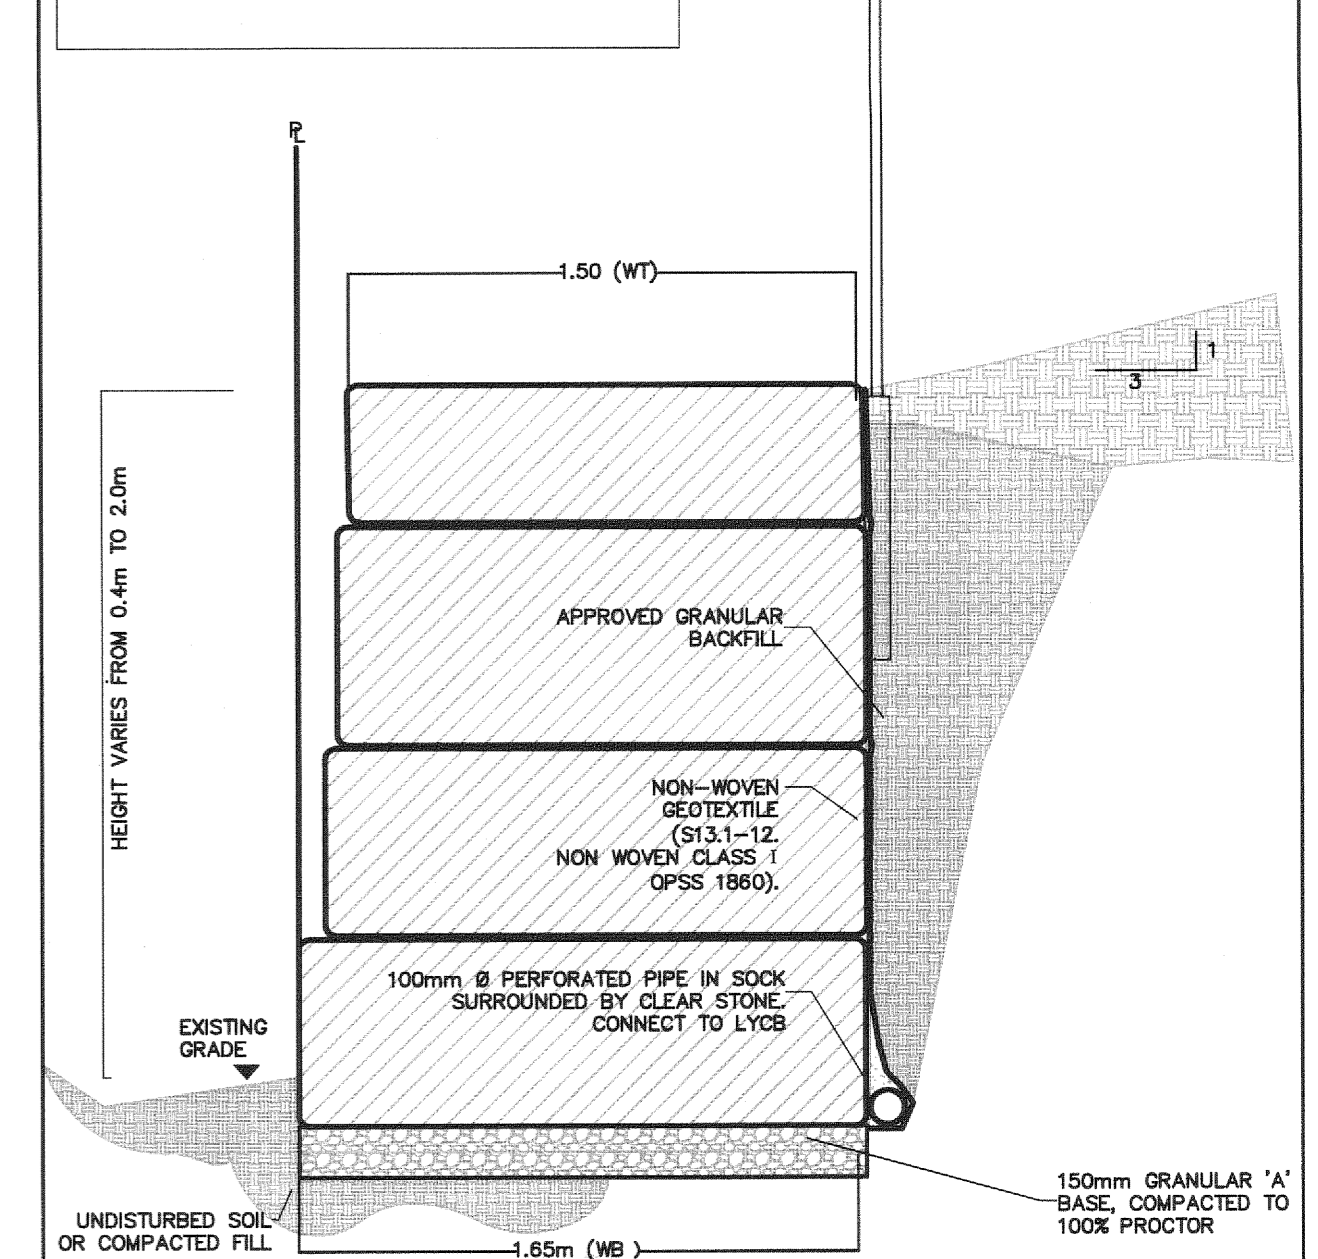 PL
1.50 (WT)
1
3
HEIGHT VARIES FROM 0.4m TO 2.0m
APPROVED GRANULAR
BACKFILL
NON-WOVEN
GEOTEXTILE
(S13.1-12.
NON WOVEN CLASS I
OPSS 1860).
100mm Ø PERFORATED PIPE IN SOCK
SURROUNDED BY CLEAR STONE.
CONNECT TO LYCB
EXISTING
GRADE
150mm GRANULAR 'A'
BASE, COMPACTED TO
100% PROCTOR
UNDISTURBED SOIL
OR COMPACTED FILL
1.65m (WB )